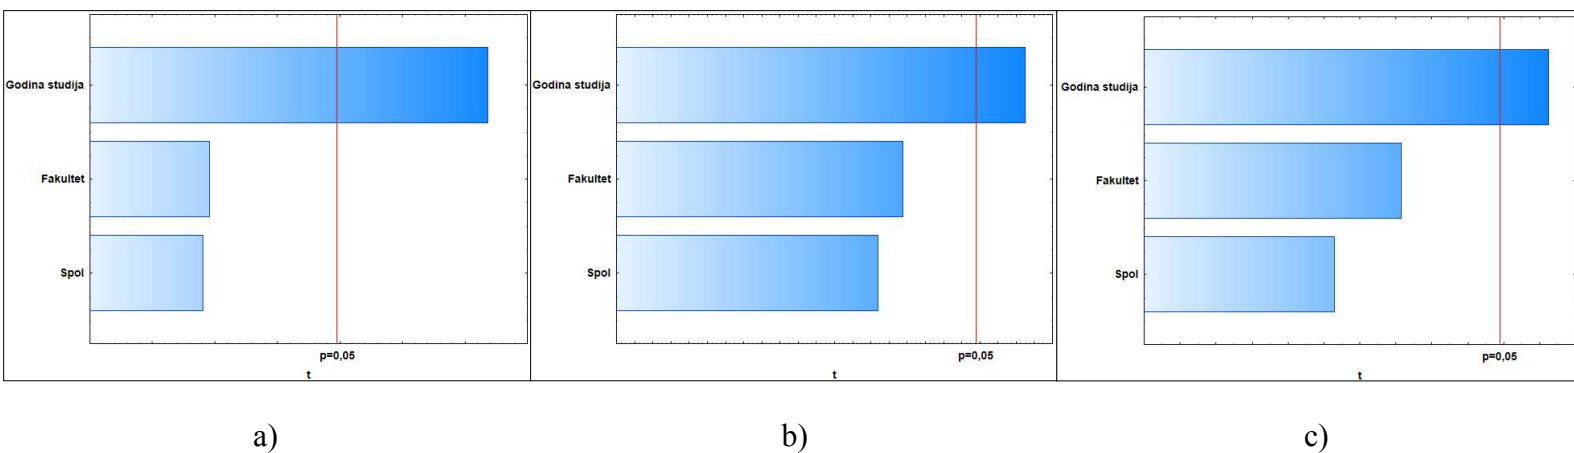 Godina studija
Fakultet
Spol
p=0,05
t
Godina studija
Fakultet
Spol
p=0,05
t
Godina studija
Fakultet
Spol
p=0,05
t
a)
b)
c)